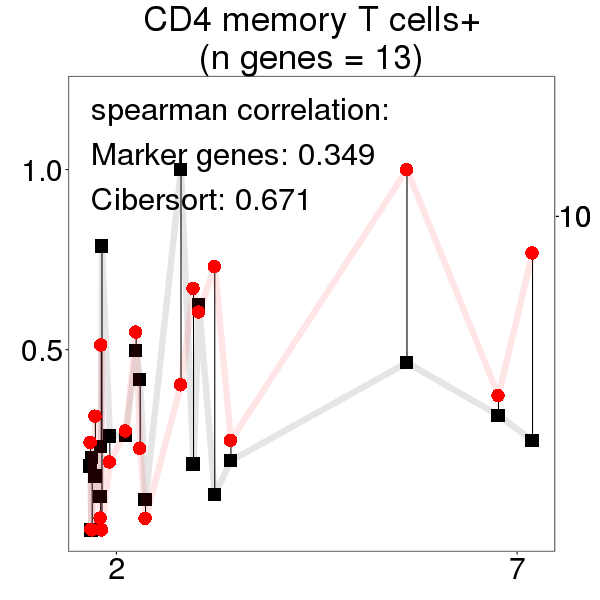 CD4 memory T cells+
(n genes = 13)
spearman correlation:
Marker genes: 0.349
Cibersort: 0.671
1.0
10
0.5
2
7